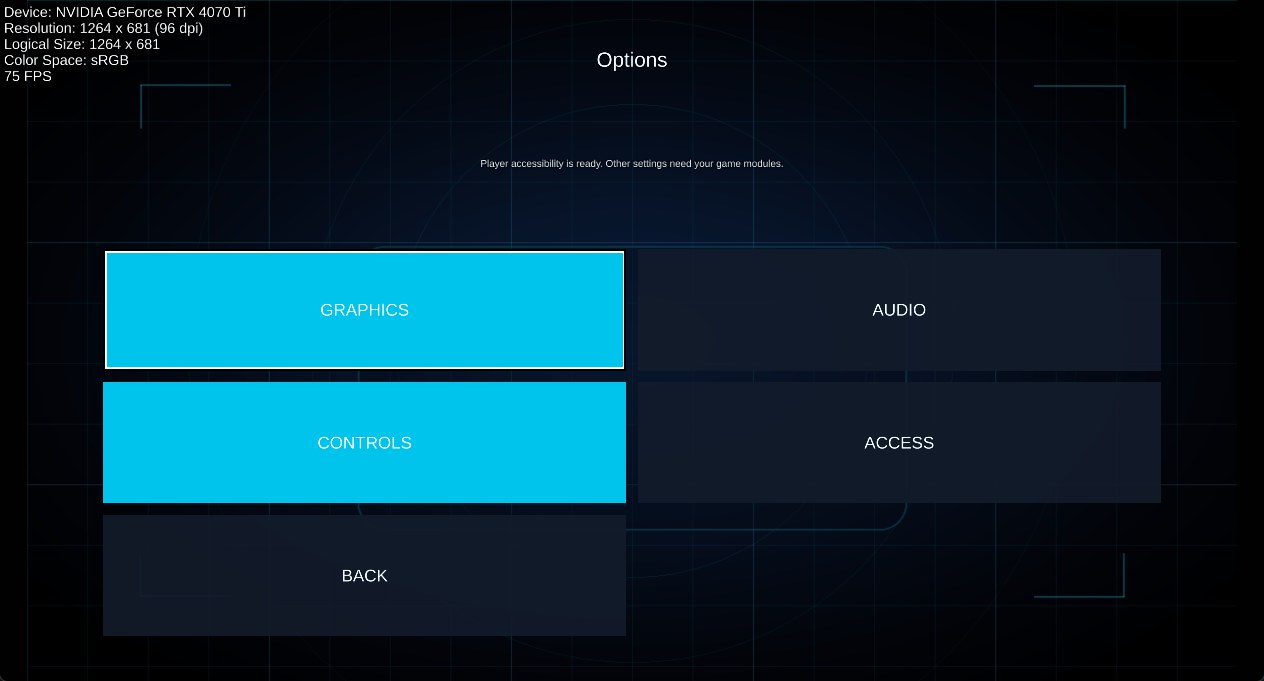 Device: NVIDIA GeForce RTX 4070 Ti
Resolution: 1264 x 681 (96 dpi)
Logical Size: 1264 x 681
Color Space: sRGB
75 FPS
Options
Player accessibility is ready. Other settings need your game modules.
GRAPHICS
AUDIO
CONTROLS
ACCESS
BACK